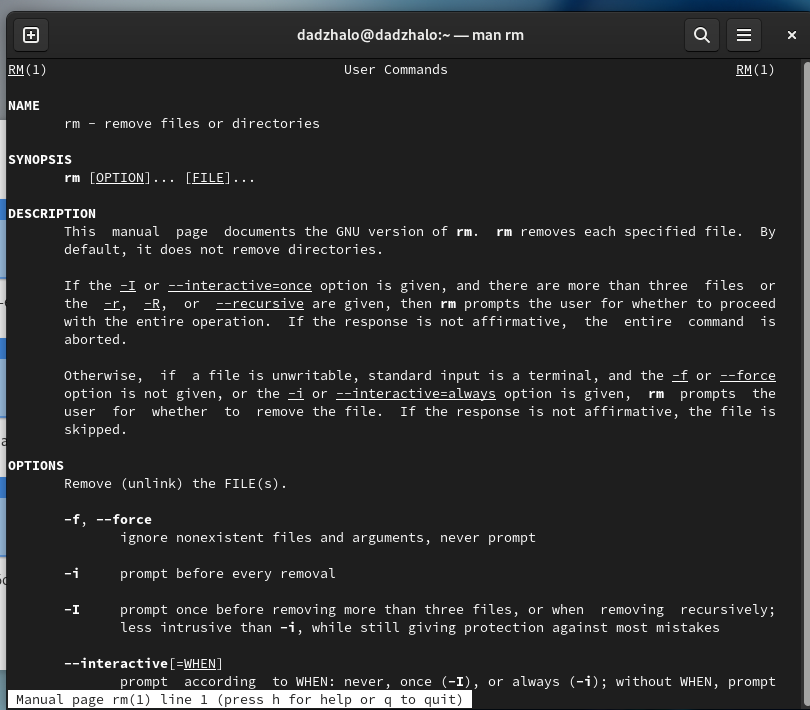 dadzhalo@dadzhalo:~ — man rm
RM(1) User Commands RM(1)
NAME
rm - remove files or directories
SYNOPSIS
rm [OPTION]... [FILE]...
DESCRIPTION
This manual page documents the GNU version of rm. rm removes each specified file. By
default, it does not remove directories.
If the -I or --interactive=once option is given, and there are more than three files or
the -r, -R, or --recursive are given, then rm prompts the user for whether to proceed
with the entire operation. If the response is not affirmative, the entire command is
aborted.
Otherwise, if a file is unwritable, standard input is a terminal, and the -f or --force
option is not given, or the -i or --interactive=always option is given, rm prompts the
user for whether to remove the file. If the response is not affirmative, the file is
skipped.
OPTIONS
Remove (unlink) the FILE(s).
-f, --force
ignore nonexistent files and arguments, never prompt
-i prompt before every removal
-I prompt once before removing more than three files, or when removing recursively;
less intrusive than -i, while still giving protection against most mistakes
--interactive[=WHEN]
prompt according to WHEN: never, once (-I), or always (-i); without WHEN, prompt
Manual page rm(1) line 1 (press h for help or q to quit)